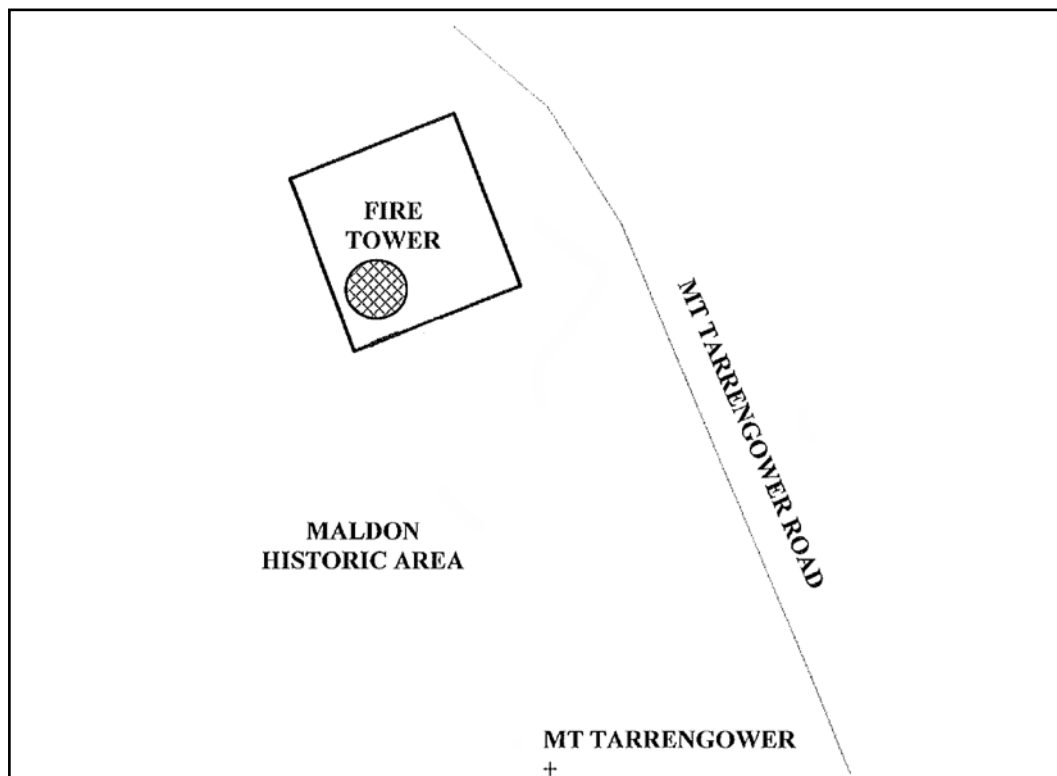 FIRE
TOWER
MT TARRENGOWER ROAD
MALDON
HISTORIC AREA
MT TARRENGOWER